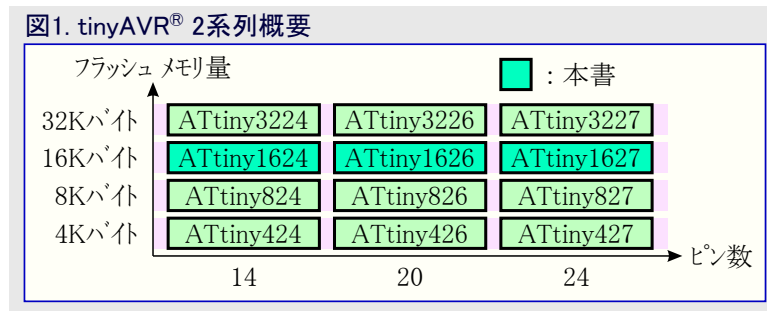 図1. tinyAVR® 2系列概要
フラッシュ メモリ量
：本書
32Kバイト ATtiny3224 ATtiny3226 ATtiny3227
16Kバイト ATtiny1624 ATtiny1626 ATtiny1627
8Kバイト ATtiny824 ATtiny826 ATtiny827
4Kバイト ATtiny424 ATtiny426 ATtiny427
ピン数
14 20 24